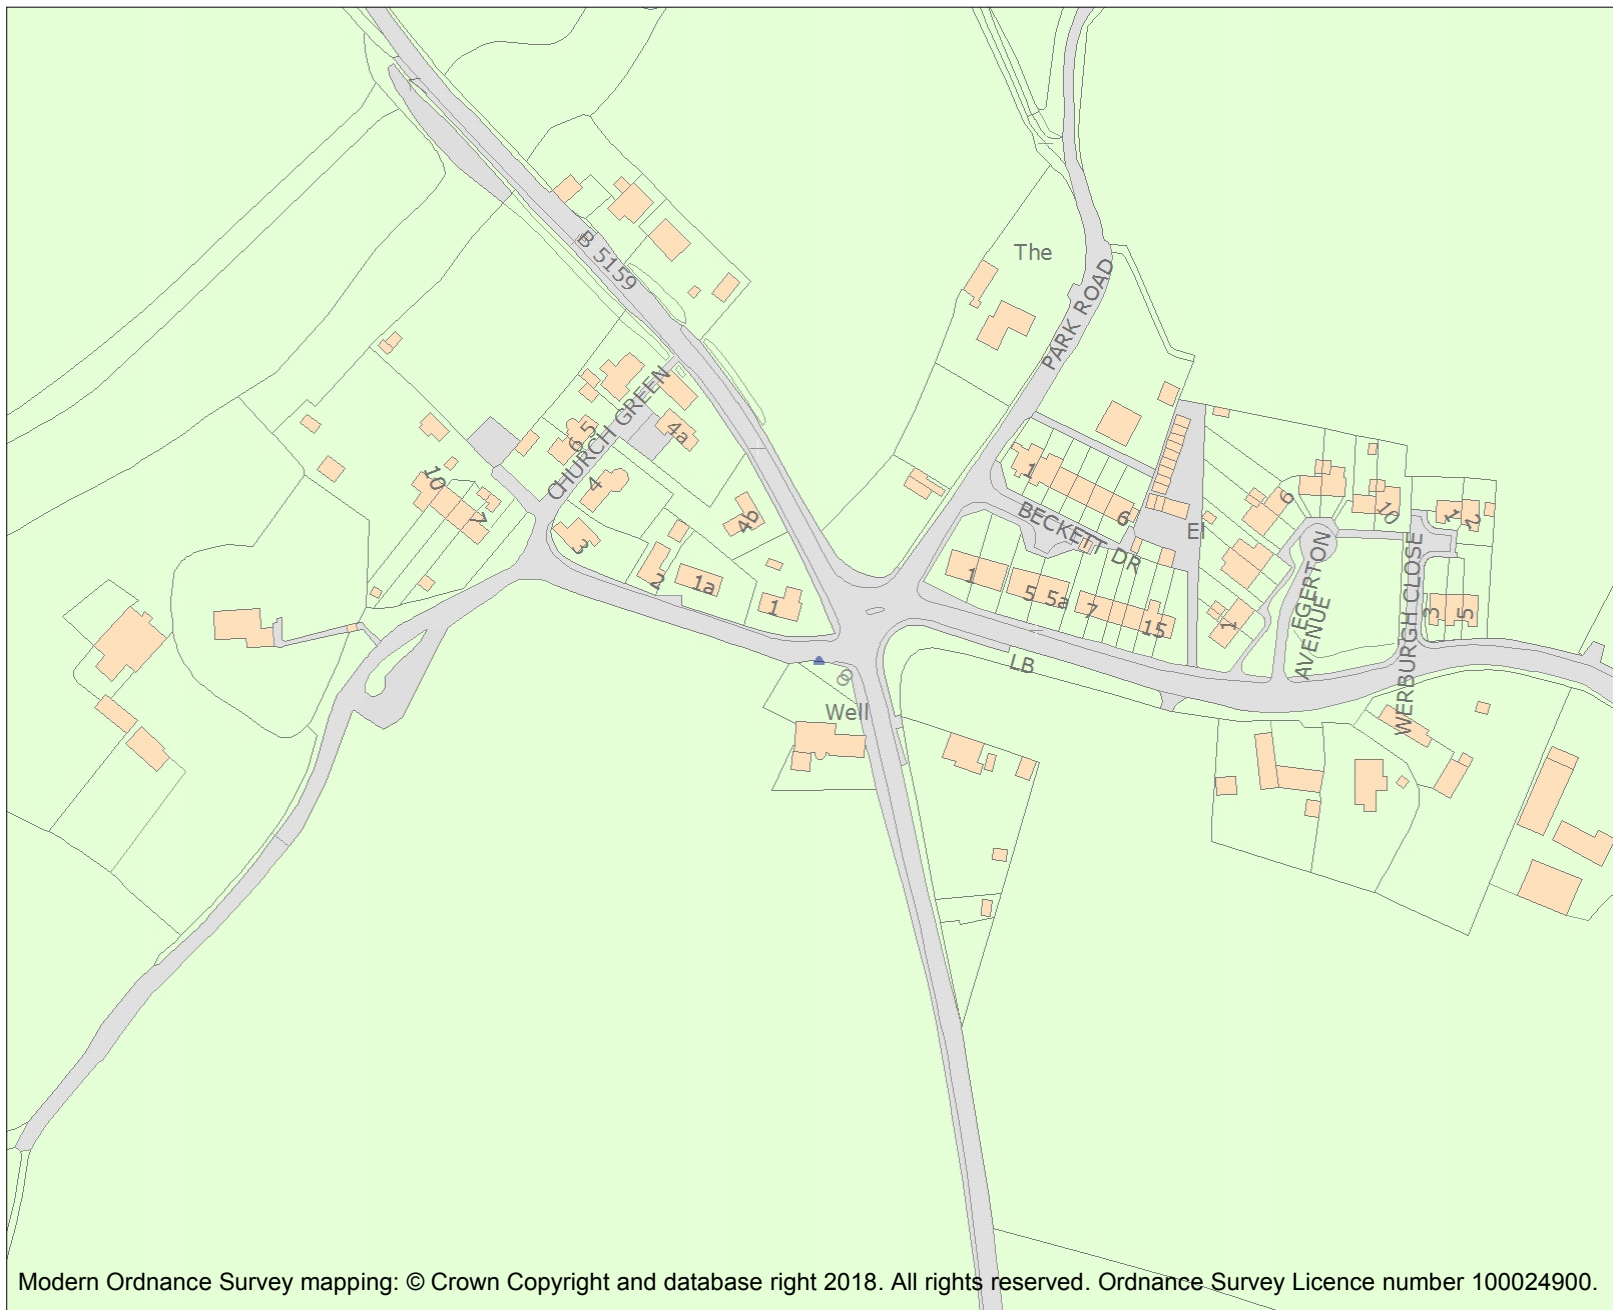 B 5159
The
PARK ROAD
CHURCH GREEN
6 5
4a
4
10
7
3
4b
2
1a
1
1
6
BECKETT DR
El
1
5
5a
7
15
LB
6
10
1
2
EGERTON
AVENUE
1
WERBURGH CLOSE
3
5
Well
Modern Ordnance Survey mapping: © Crown Copyright and database right 2018. All rights reserved. Ordnance Survey Licence number 100024900.